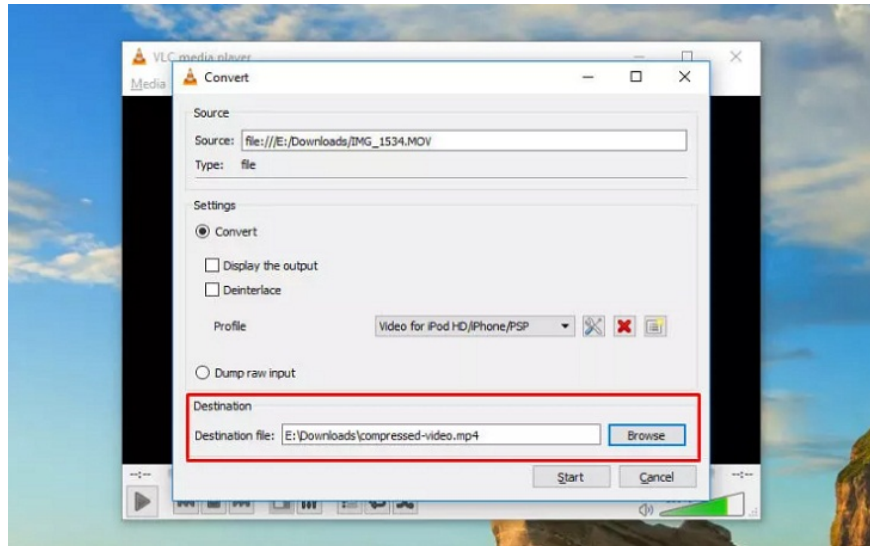 VLC media player
Media
Convert
Source
Source: file:///E:/Downloads/IMG_1534.MOV
Type: file
Settings
Convert
Display the output
Deinterlace
Profile Video for iPod HD/iPhone/PSP
Dump raw input
Destination
Destination file: E:\Downloads\compressed-video.mp4 Browse
Start Cancel
--:-- --:--